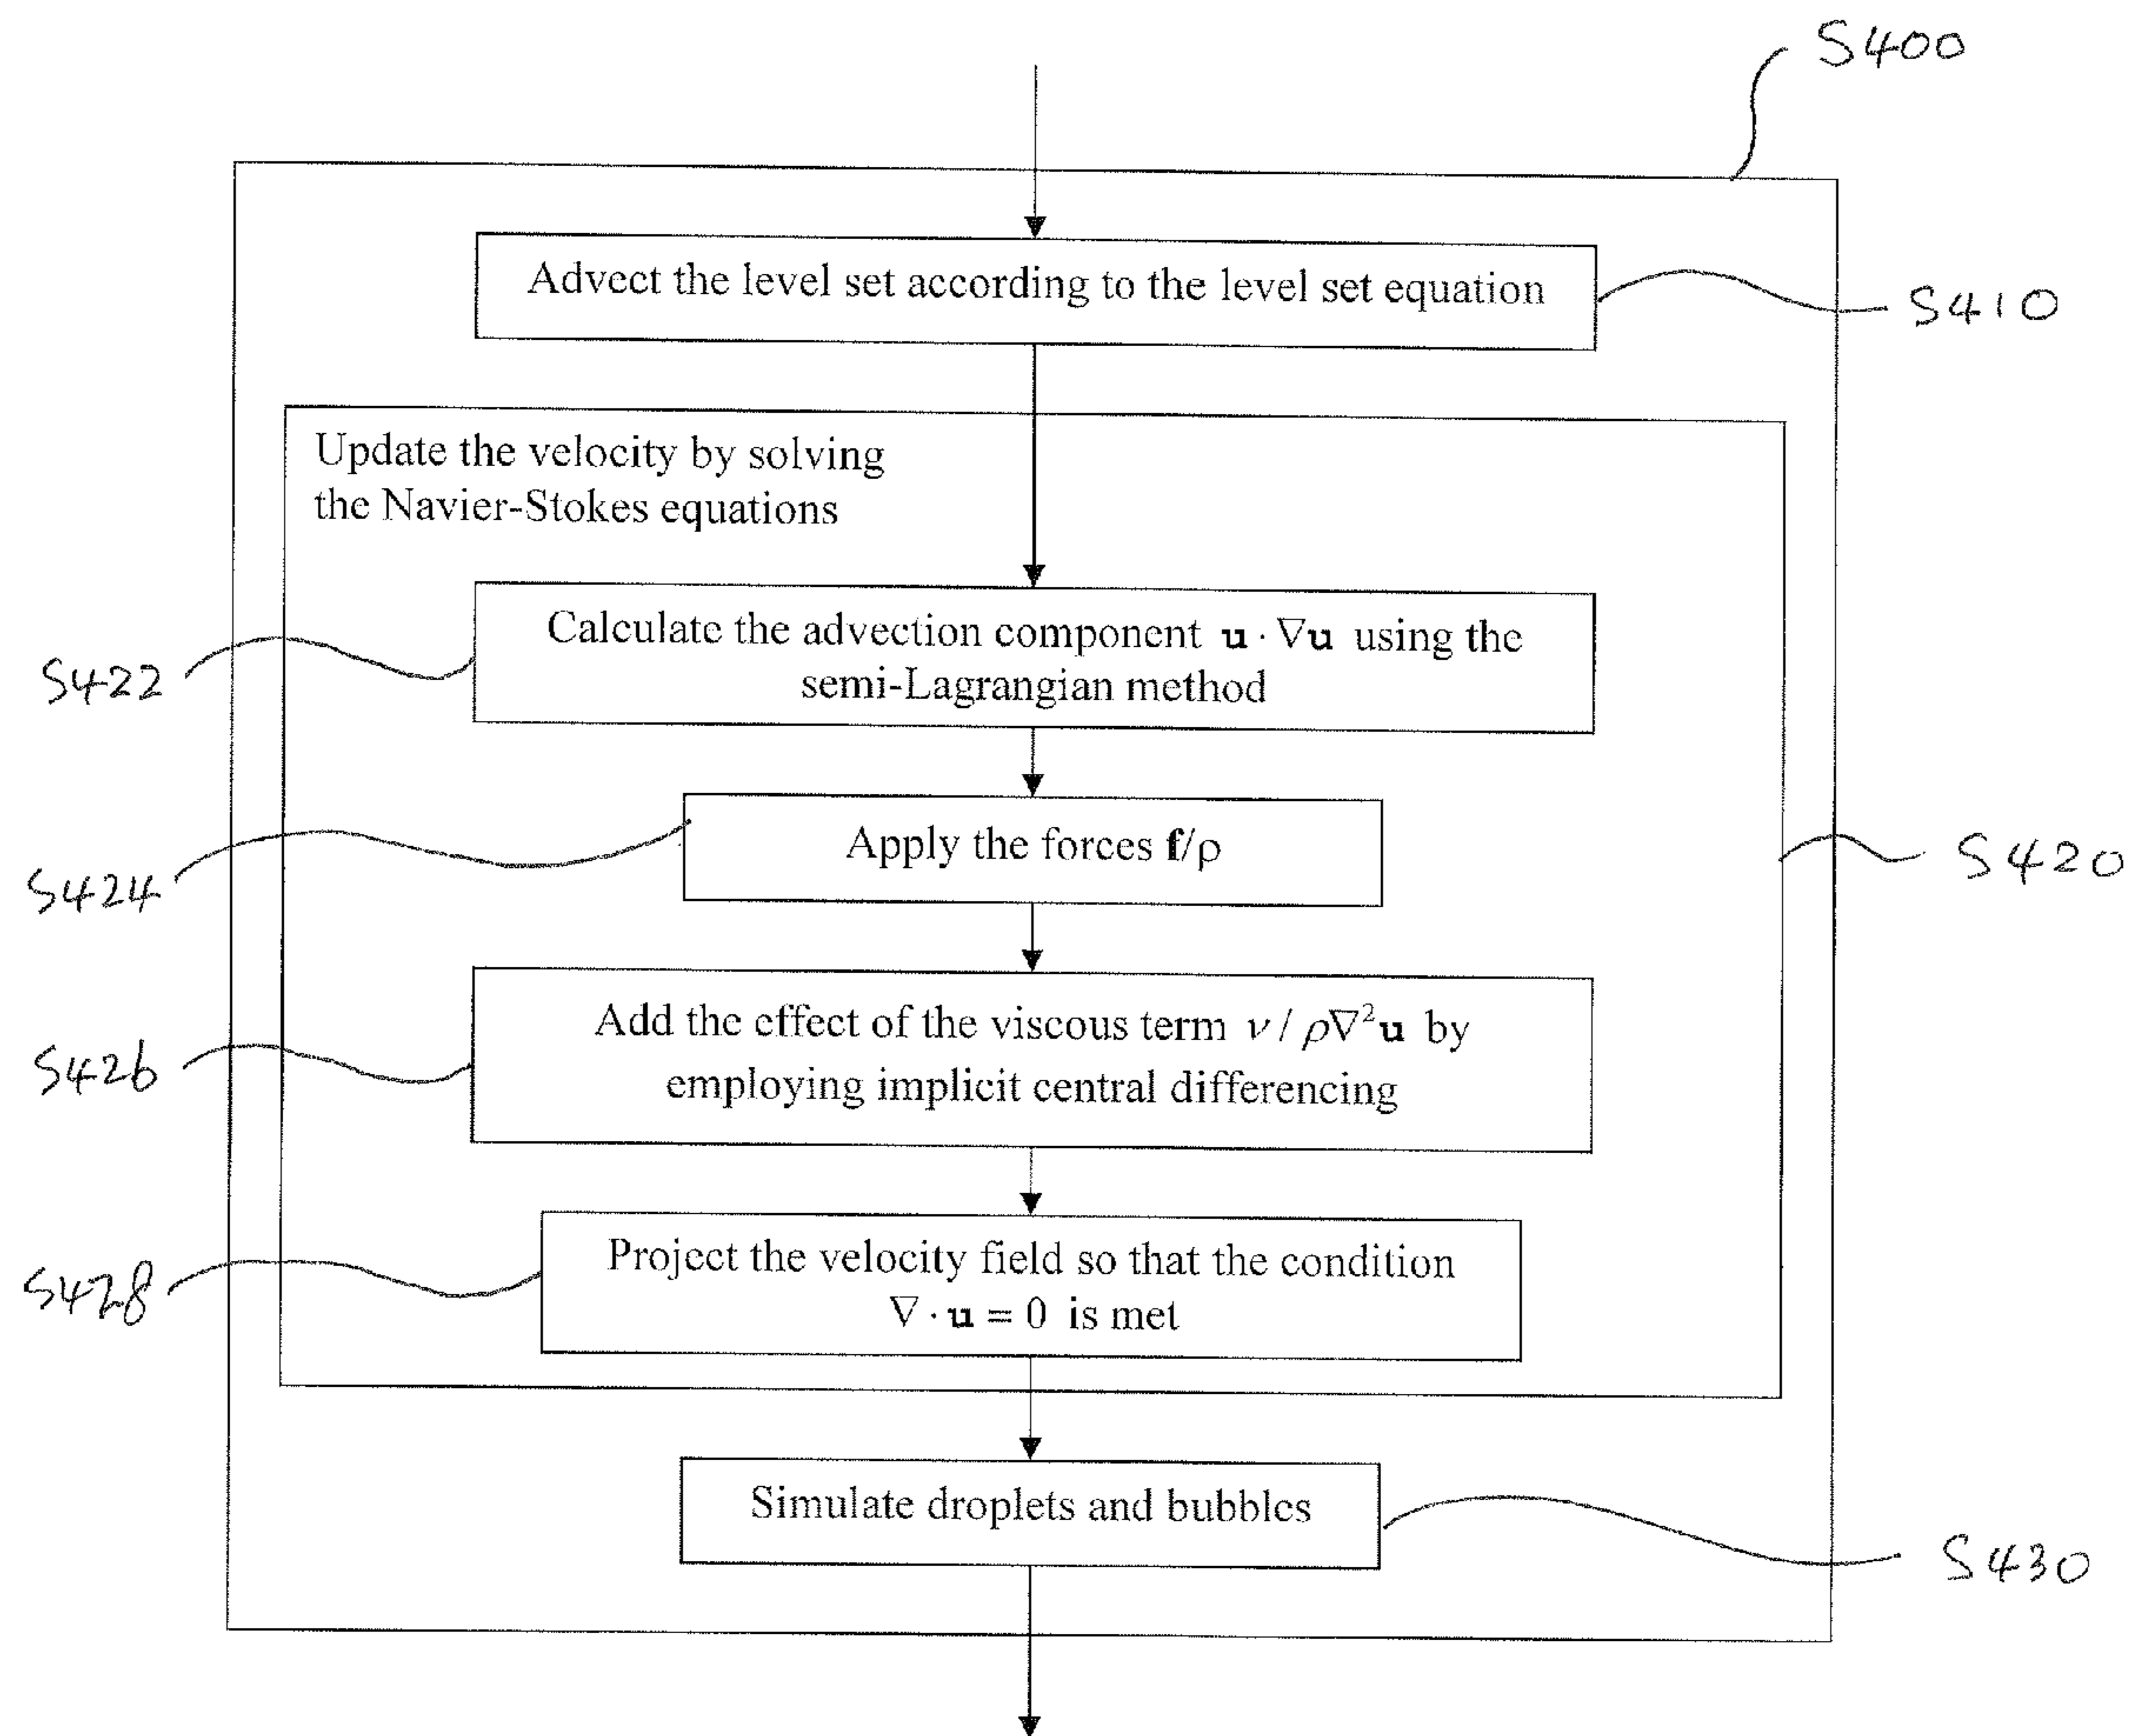 S400
Advect the level set according to the level set equation
S410
Update the velocity by solving
the Navier-Stokes equations
Calculate the advection component u · ∇u using the
semi-Lagrangian method
S422
Apply the forces f/ρ
S424
S420
Add the effect of the viscous term ν / ρ∇²u by
employing implicit central differencing
S426
Project the velocity field so that the condition
∇ · u = 0 is met
S428
Simulate droplets and bubbles
S430